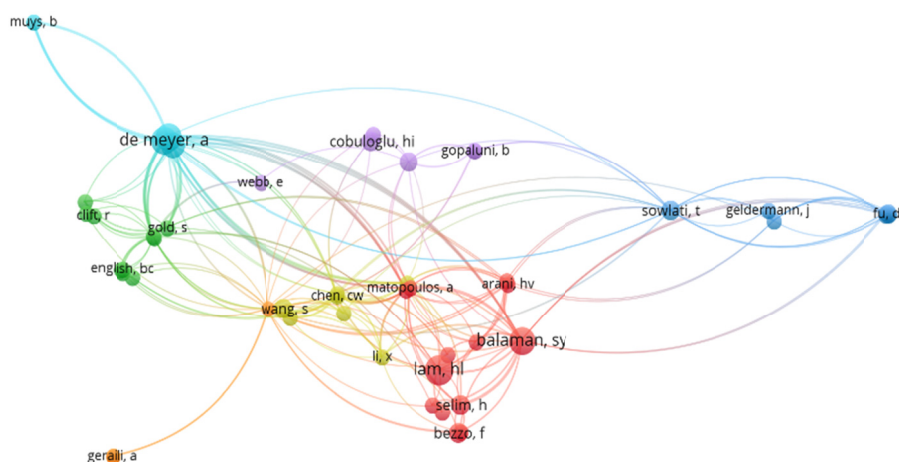 muys, b
de meyer, a
cobuloglu, hi
gopaluni, b
webb, e
clift, r
gold, s
sowlati, t
geldermann, j
fu, d
english, bc
wang, s
chen, cw
matopoulos, a
arani, hv
li, x
lam, hl
balaman, sy
selim, h
bezzo, f
geraili, a